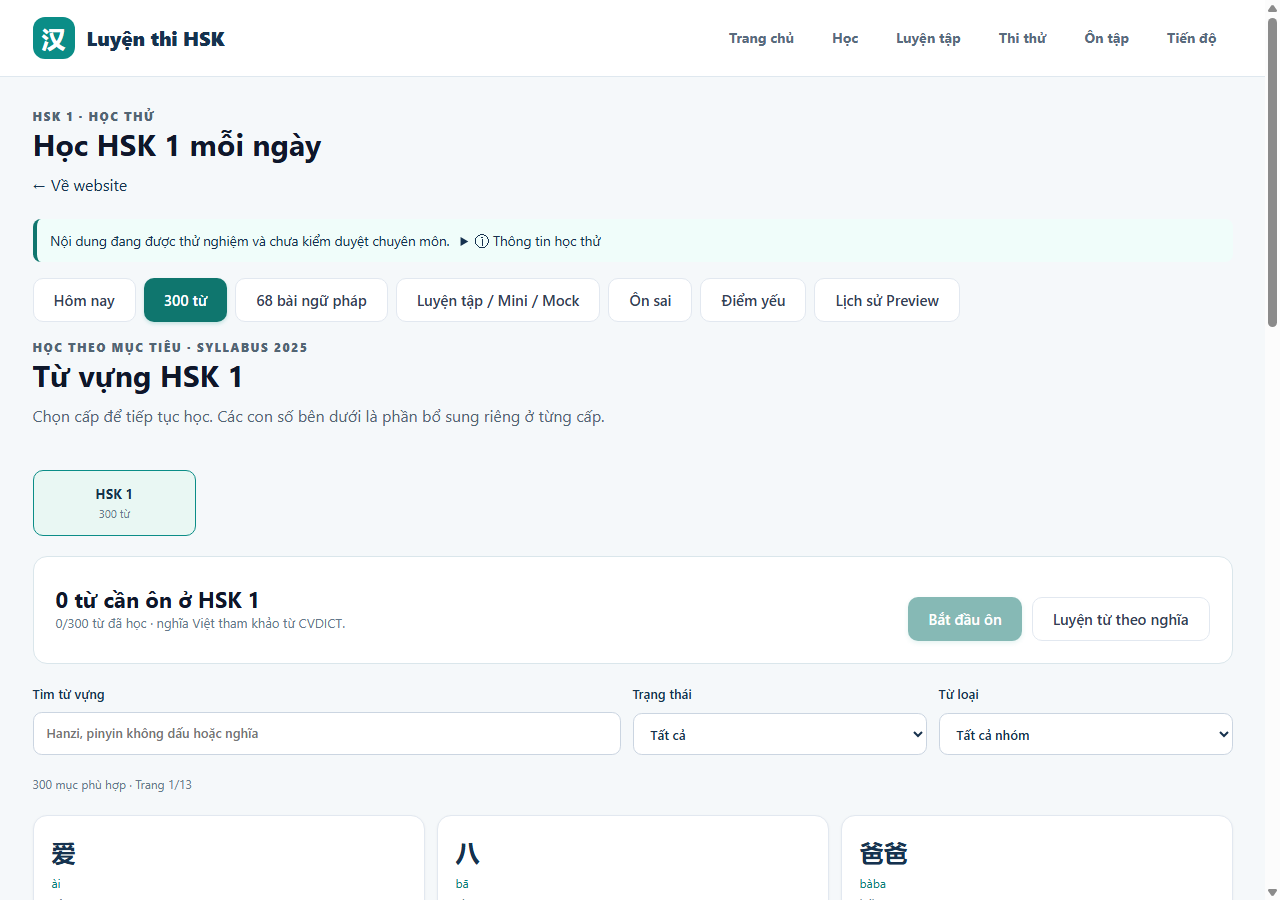 汉 Luyện thi HSK
Trang chủ Học Luyện tập Thi thử Ôn tập Tiến độ
HSK 1 · HỌC THỬ
Học HSK 1 mỗi ngày
← Về website
Nội dung đang được thử nghiệm và chưa kiểm duyệt chuyên môn. ▶ ⓘ Thông tin học thử
Hôm nay 300 từ 68 bài ngữ pháp Luyện tập / Mini / Mock Ôn sai Điểm yếu Lịch sử Preview
HỌC THEO MỤC TIÊU · SYLLABUS 2025
Từ vựng HSK 1
Chọn cấp để tiếp tục học. Các con số bên dưới là phần bổ sung riêng ở từng cấp.
HSK 1
300 từ
0 từ cần ôn ở HSK 1
0/300 từ đã học · nghĩa Việt tham khảo từ CVDICT.
Bắt đầu ôn Luyện từ theo nghĩa
Tìm từ vựng Trạng thái Từ loại
Hanzi, pinyin không dấu hoặc nghĩa Tất cả Tất cả nhóm
300 mục phù hợp · Trang 1/13
爱 八 爸爸
ài bā bàba